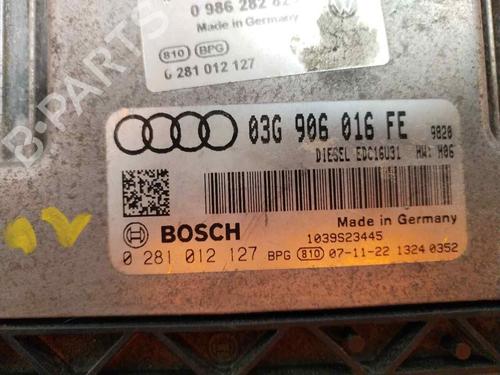 0 986 282 82
Made in Germany
810 BPG
0 281 012 127
B-PARTS
03G 906 016 FE 9820
DIESEL EDC16U31 HW: H06
Made in Germany
BOSCH 1039S23445
0 281 012 127 BPG 810 07-11-22 1324 0352